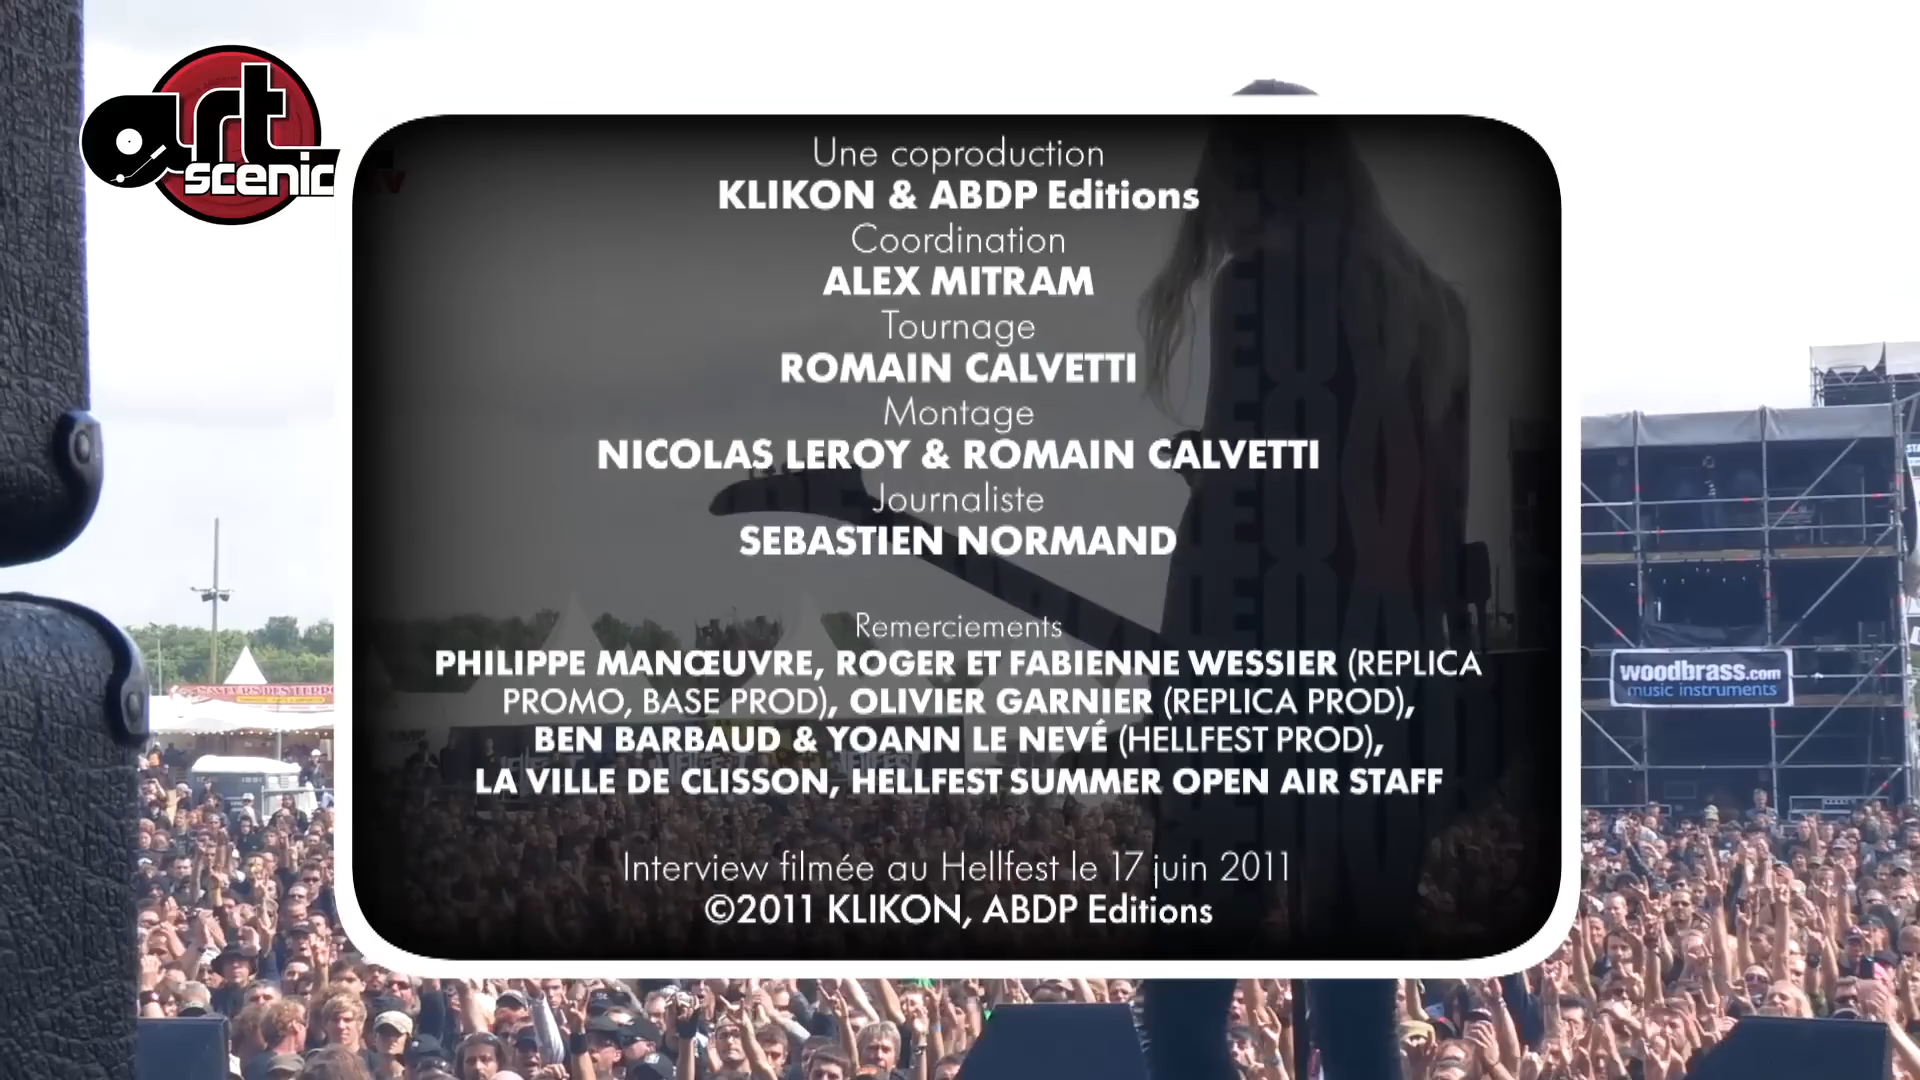 art
scenic
Une coproduction
KLIKON & ABDP Editions
Coordination
ALEX MITRAM
Tournage
ROMAIN CALVETTI
Montage
NICOLAS LEROY & ROMAIN CALVETTI
Journaliste
SEBASTIEN NORMAND
Remerciements
PHILIPPE MANŒUVRE, ROGER ET FABIENNE WESSIER (REPLICA
PROMO, BASE PROD), OLIVIER GARNIER (REPLICA PROD),
BEN BARBAUD & YOANN LE NEVÉ (HELLFEST PROD),
LA VILLE DE CLISSON, HELLFEST SUMMER OPEN AIR STAFF
Interview filmée au Hellfest le 17 juin 2011
©2011 KLIKON, ABDP Editions
woodbrass.com
music instruments